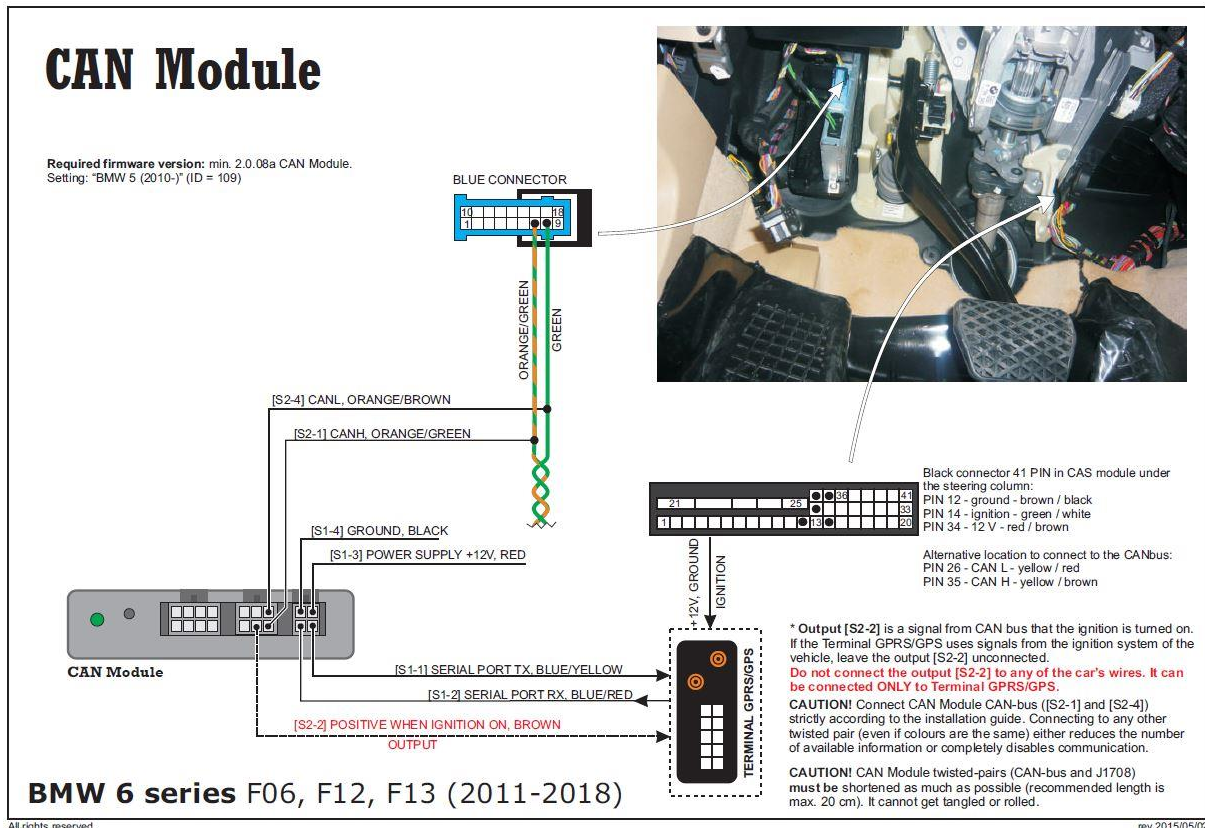 CAN Module
Required firmware version: min. 2.0.08a CAN Module.
Setting: “BMW 5 (2010-)” (ID = 109)
BLUE CONNECTOR
10 18
1 9
ORANGE/GREEN
GREEN
[S2-4] CANL, ORANGE/BROWN
[S2-1] CANH, ORANGE/GREEN
[S1-4] GROUND, BLACK
[S1-3] POWER SUPPLY +12V, RED
CAN Module
[S1-1] SERIAL PORT TX, BLUE/YELLOW
[S1-2] SERIAL PORT RX, BLUE/RED
[S2-2] POSITIVE WHEN IGNITION ON, BROWN
OUTPUT
36 41
21 25 33
1 13 20
+12V, GROUND
IGNITION
TERMINAL GPRS/GPS
Black connector 41 PIN in CAS module under
the steering column:
PIN 12 - ground - brown / black
PIN 14 - ignition - green / white
PIN 34 - 12 V - red / brown
Alternative location to connect to the CANbus:
PIN 26 - CAN L - yellow / red
PIN 35 - CAN H - yellow / brown
* Output [S2-2] is a signal from CAN bus that the ignition is turned on.
If the Terminal GPRS/GPS uses signals from the ignition system of the
vehicle, leave the output [S2-2] unconnected.
Do not connect the output [S2-2] to any of the car's wires. It can
be connected ONLY to Terminal GPRS/GPS.
CAUTION! Connect CAN Module CAN-bus ([S2-1] and [S2-4])
strictly according to the installation guide. Connecting to any other
twisted pair (even if colours are the same) either reduces the number
of available information or completely disables communication.
CAUTION! CAN Module twisted-pairs (CAN-bus and J1708)
must be shortened as much as possible (recommended length is
max. 20 cm). It cannot get tangled or rolled.
BMW 6 series F06, F12, F13 (2011-2018)
All rights reserved
rev 2015/05/02